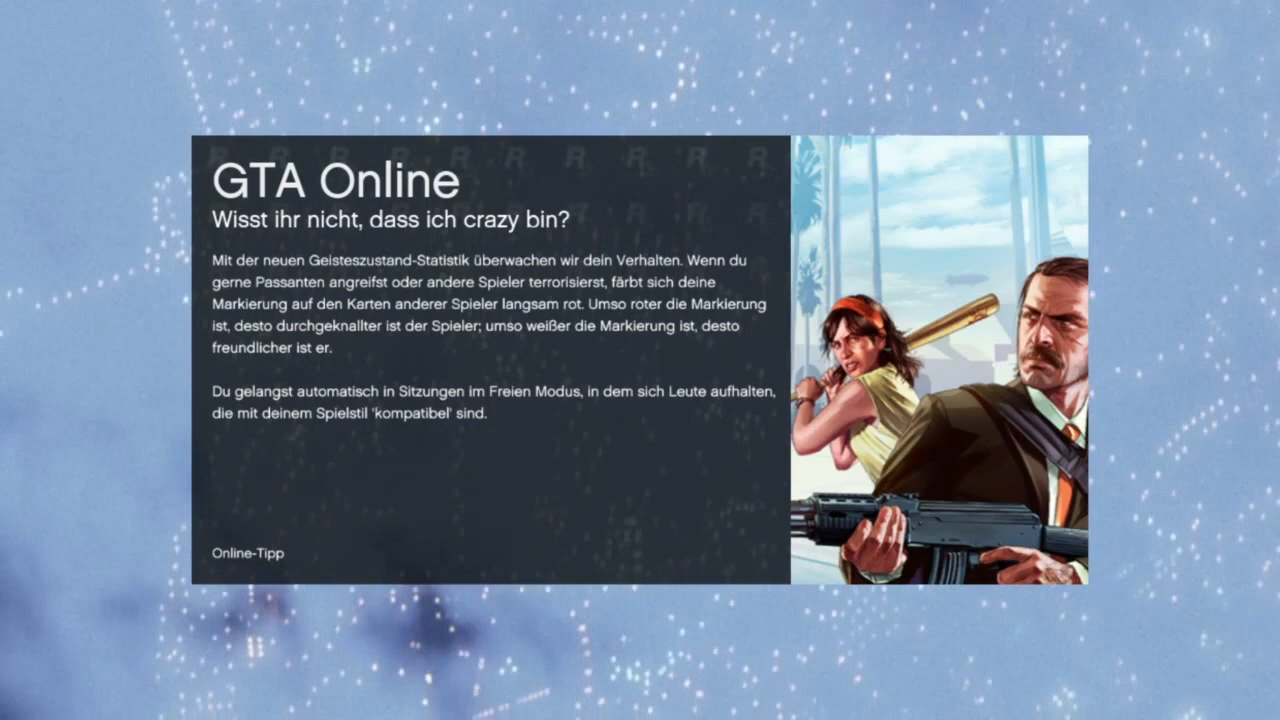 GTA Online
Wisst ihr nicht, dass ich crazy bin?
Mit der neuen Geisteszustand-Statistik überwachen wir dein Verhalten. Wenn du
gerne Passanten angreifst oder andere Spieler terrorisierst, färbt sich deine
Markierung auf den Karten anderer Spieler langsam rot. Umso roter die Markierung
ist, desto durchgeknallter ist der Spieler; umso weißer die Markierung ist, desto
freundlicher ist er.
Du gelangst automatisch in Sitzungen im Freien Modus, in dem sich Leute aufhalten,
die mit deinem Spielstil 'kompatibel' sind.
Online-Tipp